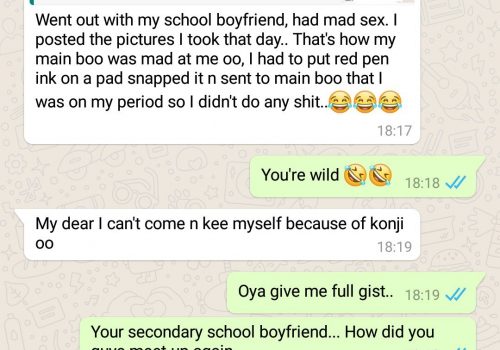 Went out with my school boyfriend, had mad sex. I
posted the pictures I took that day.. That's how my
main boo was mad at me oo, I had to put red pen
ink on a pad snapped it n sent to main boo that I
was on my period so I didn't do any shit..😂😂😂
18:17
You're wild 🤣🤣 18:18
My dear I can't come n kee myself because of konji
oo
18:19
Oya give me full gist.. 18:19
Your secondary school boyfriend... How did you
guys meet up again